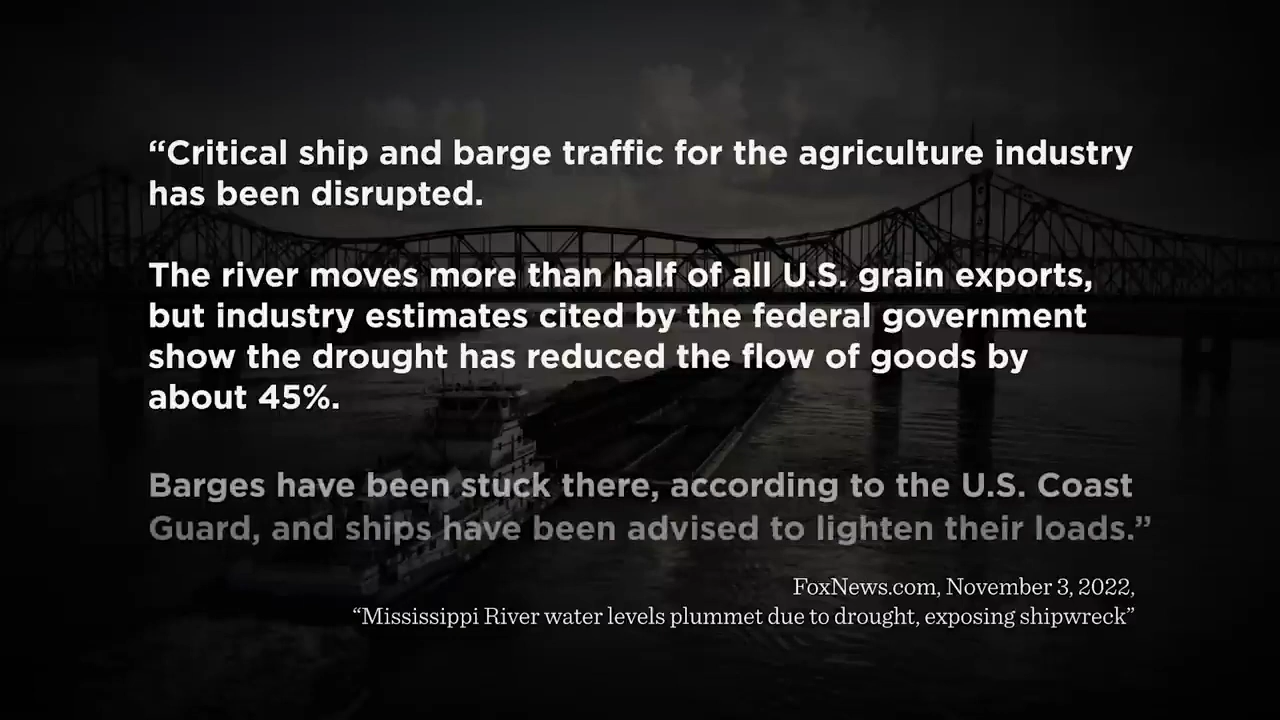 “Critical ship and barge traffic for the agriculture industry
has been disrupted.
The river moves more than half of all U.S. grain exports,
but industry estimates cited by the federal government
show the drought has reduced the flow of goods by
about 45%.
Barges have been stuck there, according to the U.S. Coast
Guard, and ships have been advised to lighten their loads.”
FoxNews.com, November 3, 2022,
“Mississippi River water levels plummet due to drought, exposing shipwreck”